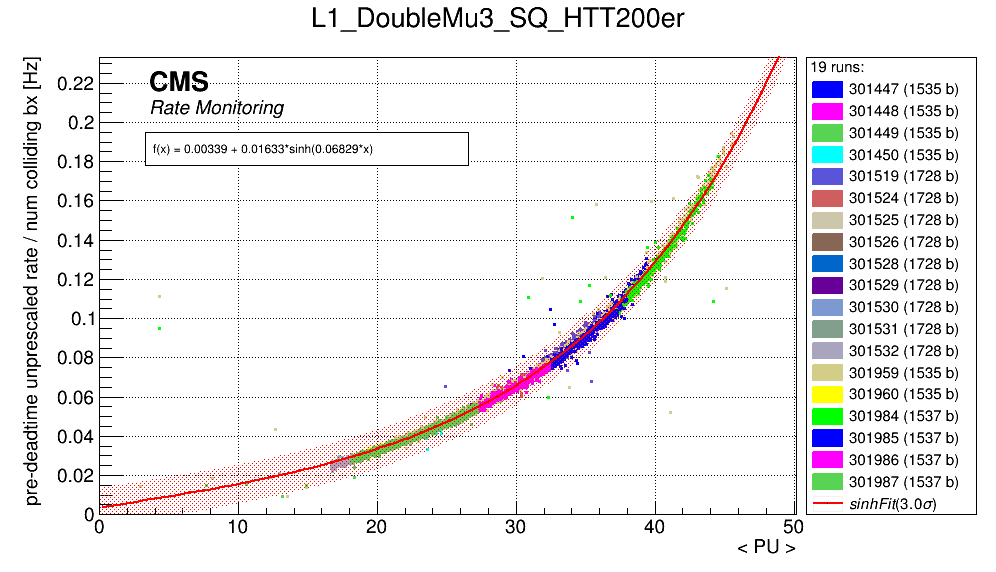 L1_DoubleMu3_SQ_HTT200er
pre-deadtime unprescaled rate / num colliding bx [Hz]
CMS
Rate Monitoring
f(x) = 0.00339 + 0.01633*sinh(0.06829*x)
0.22
0.2
0.18
0.16
0.14
0.12
0.1
0.08
0.06
0.04
0.02
0
0 10 20 30 40 50
< PU >
19 runs:
301447 (1535 b)
301448 (1535 b)
301449 (1535 b)
301450 (1535 b)
301519 (1728 b)
301524 (1728 b)
301525 (1728 b)
301526 (1728 b)
301528 (1728 b)
301529 (1728 b)
301530 (1728 b)
301531 (1728 b)
301532 (1728 b)
301959 (1535 b)
301960 (1535 b)
301984 (1537 b)
301985 (1537 b)
301986 (1537 b)
301987 (1537 b)
sinhFit(3.0σ)